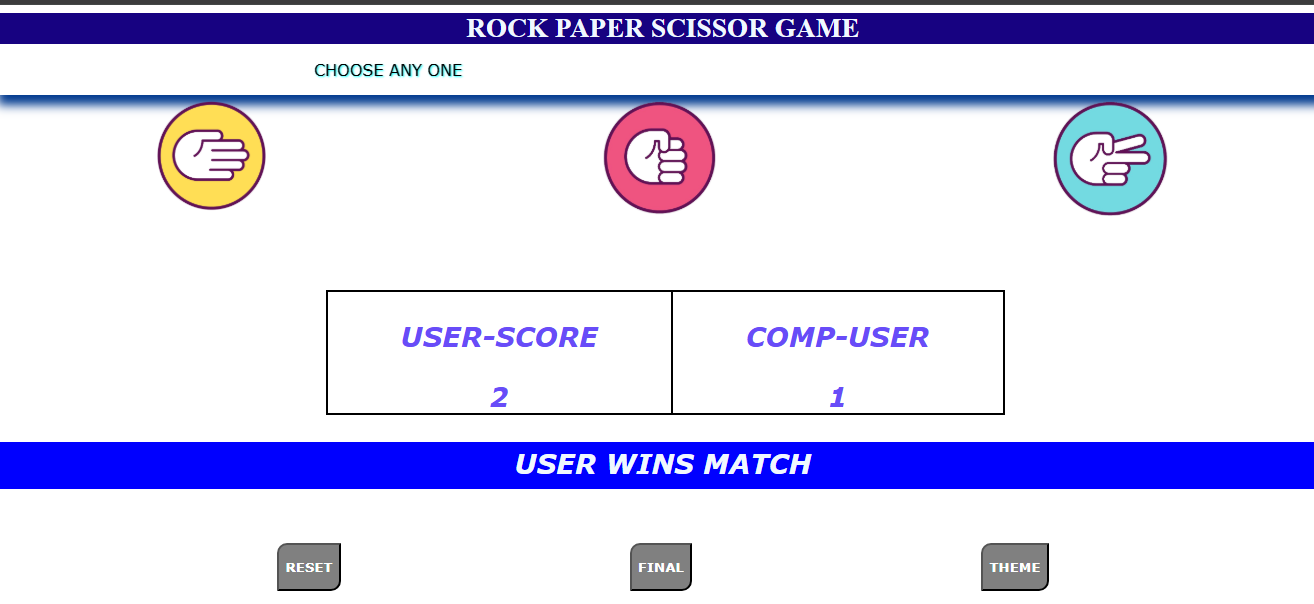 ROCK PAPER SCISSOR GAME
CHOOSE ANY ONE
USER-SCORE COMP-USER
2 1
USER WINS MATCH
RESET FINAL THEME